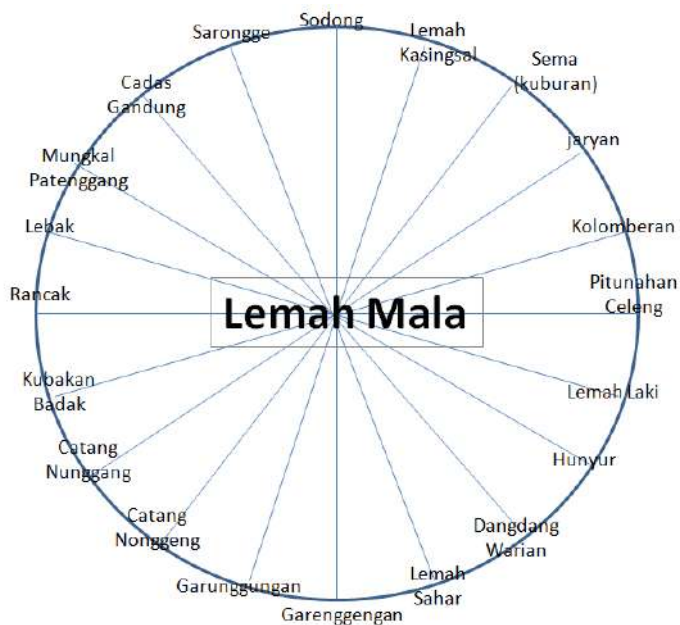 Sodong
Lemah
Kasingsal
Sema
(kuburan)
jaryan
Kolomberan
Pitunahan
Celeng
Lemah Laki
Hunyur
Dangdang
Warian
Lemah
Sahar
Garenggengan
Garunggungan
Catang
Nonggeng
Catang
Nunggang
Kubakan
Badak
Rancak
Lebak
Mungkal
Patenggang
Cadas
Gandung
Sarongge
Lemah Mala